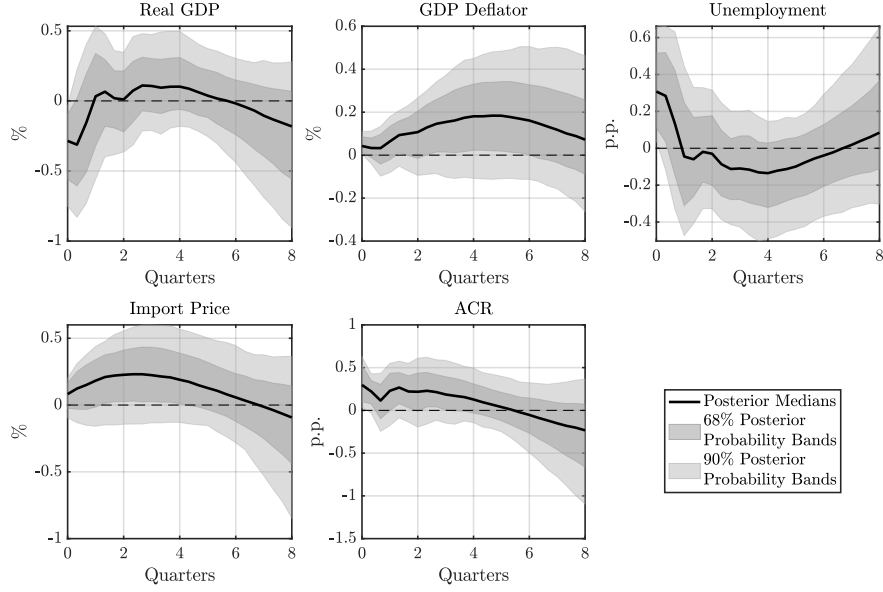 Real GDP
GDP Deflator
Unemployment
0.5
0
-0.5
-1
%
0 2 4 6 8
Quarters
0.6
0.4
0.2
0
-0.2
-0.4
%
0 2 4 6 8
Quarters
0.6
0.4
0.2
0
-0.2
-0.4
p.p.
0 2 4 6 8
Quarters
Import Price
ACR
0.5
0
-0.5
-1
%
0 2 4 6 8
Quarters
1
0.5
0
-0.5
-1
-1.5
p.p.
0 2 4 6 8
Quarters
Posterior Medians
68% Posterior
Probability Bands
90% Posterior
Probability Bands